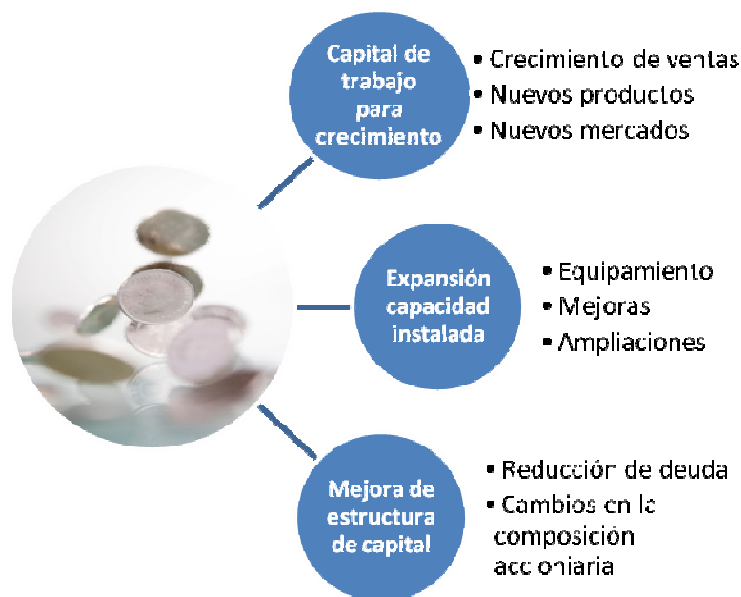 Capital de
trabajo
para
crecimiento
• Crecimiento de ventas
• Nuevos productos
• Nuevos mercados
Expansión
capacidad
instalada
• Equipamiento
• Mejoras
• Ampliaciones
Mejora de
estructura
de capital
• Reducción de deuda
• Cambios en la
composición
accioniaria